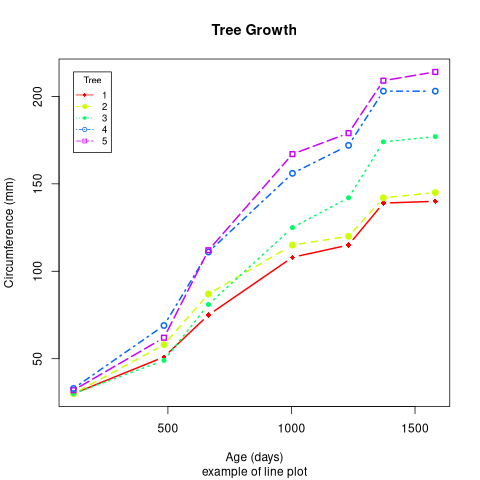 Tree Growth
Tree
1
2
3
4
5
Circumference (mm)
200
150
100
50
500 1000 1500
Age (days)
example of line plot